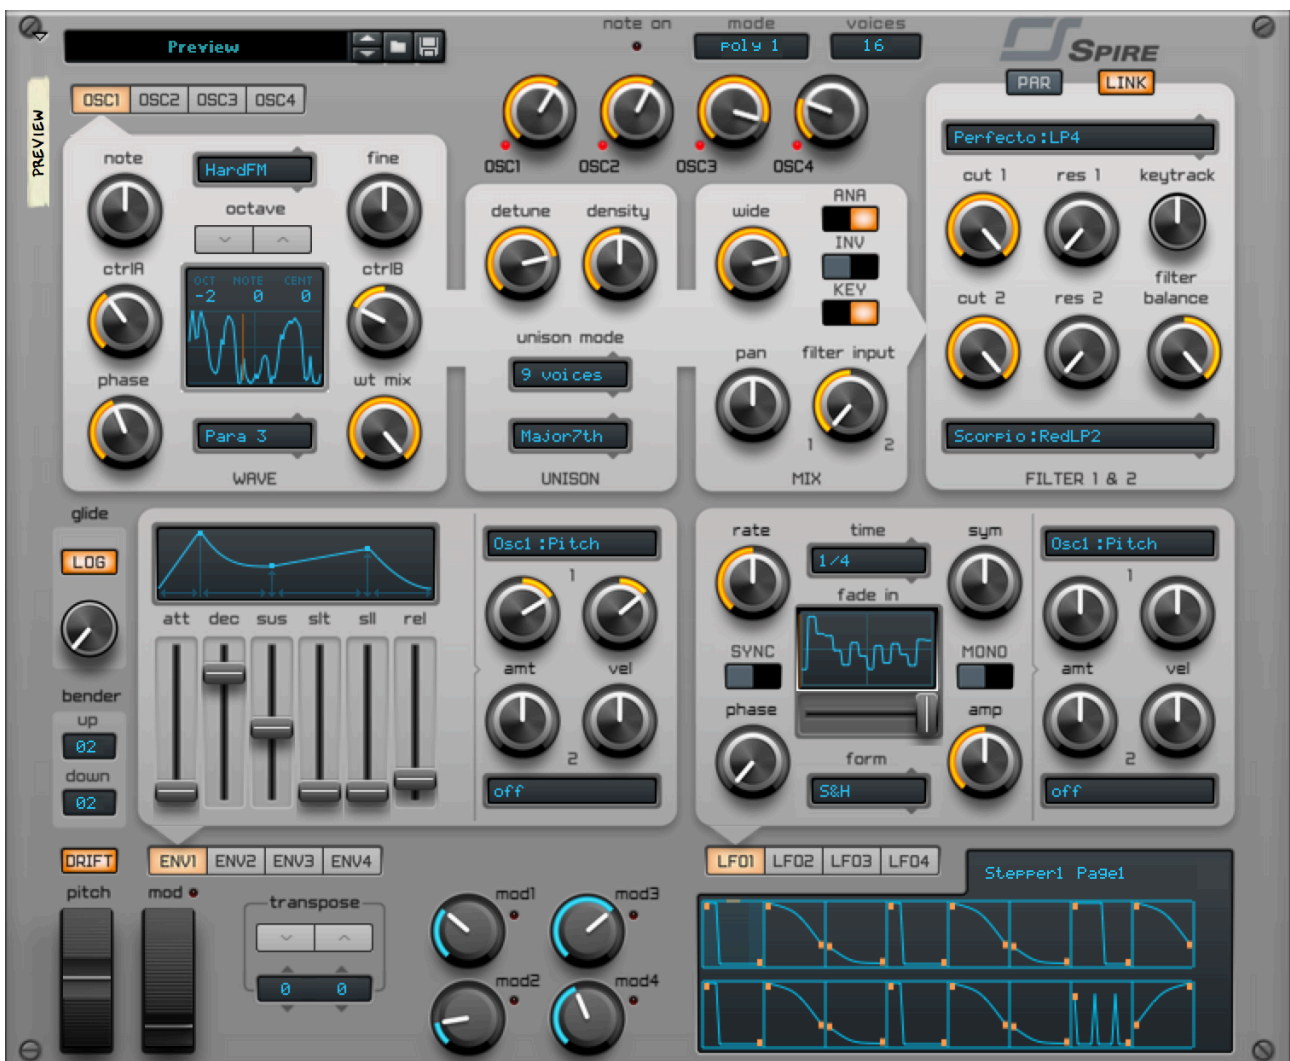 note on mode voices
Preview
poly 1 16
SPIRE
PAR LINK
OSC1 OSC2 OSC3 OSC4
PREVIEW
OSC1 OSC2 OSC3 OSC4
note HardFM fine
octave
ctrlA ctrlB
OCT NOTE CENT
-2 0 0
phase wt mix
Para 3
WAVE
detune density
unison mode
9 voices
Major7th
UNISON
wide ANA
INV
KEY
pan filter input
1 2
MIX
Perfecto:LP4
cut 1 res 1 keytrack
filter
cut 2 res 2 balance
Scorpio:RedLP2
FILTER 1 & 2
glide
LOG
bender
up
02
down
02
att dec sus slt sll rel
Osc1 :Pitch
1
amt vel
2
off
rate time sym
1/4
fade in
SYNC MONO
phase amp
form
S&H
Osc1 :Pitch
1
amt vel
2
off
DRIFT ENV1 ENV2 ENV3 ENV4
LFO1 LFO2 LFO3 LFO4
pitch mod
transpose
0 0
mod1 mod3
mod2 mod4
Stepper1 Page1